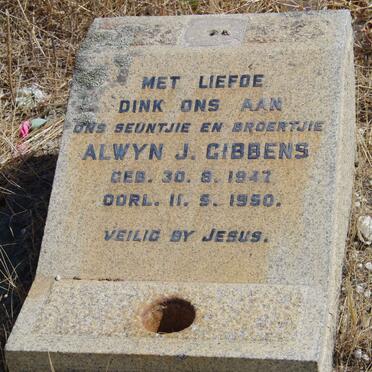 MET LIEFDE
DINK ONS AAN
ONS SEUNTJIE EN BROERTJIE
ALWYN J. GIBBENS
GEB. 30. 8. 1947
OORL. 11. 5. 1950.
VEILIG BY JESUS.